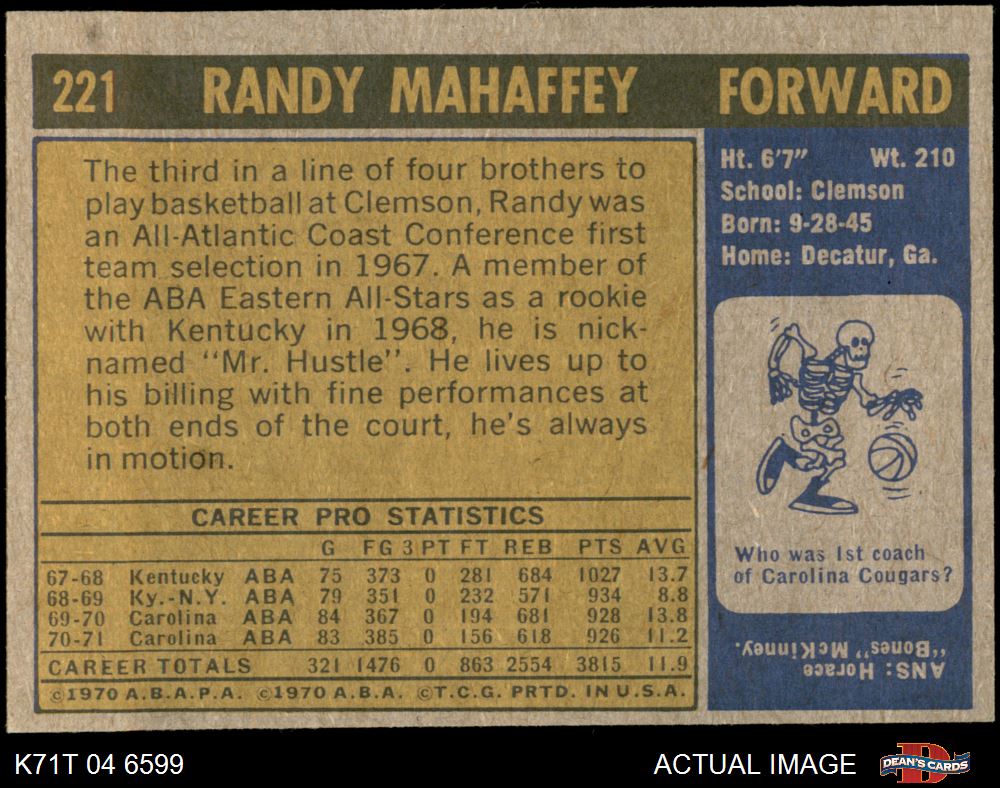 221 RANDY MAHAFFEY FORWARD
The third in a line of four brothers to
play basketball at Clemson, Randy was
an All-Atlantic Coast Conference first
team selection in 1967. A member of
the ABA Eastern All-Stars as a rookie
with Kentucky in 1968, he is nick-
named "Mr. Hustle". He lives up to
his billing with fine performances at
both ends of the court, he's always
in motion.
CAREER PRO STATISTICS
G FG 3 PT FT REB PTS AVG
67-68 Kentucky ABA 75 373 0 281 684 1027 13.7
68-69 Ky.-N.Y. ABA 79 351 0 232 571 934 8.8
69-70 Carolina ABA 84 367 0 194 681 928 13.8
70-71 Carolina ABA 83 385 0 156 618 926 11.2
CAREER TOTALS 321 1476 0 863 2554 3815 11.9
©1970 A.B.A.P.A. ©1970 A.B.A. ©T.C.G. PRTD. IN U.S.A.
Ht. 6'7" Wt. 210
School: Clemson
Born: 9-28-45
Home: Decatur, Ga.
Who was 1st coach
of Carolina Cougars?
ANS: Horace
"Bones" McKinney.
K71T 04 6599
ACTUAL IMAGE
DEAN'S CARDS